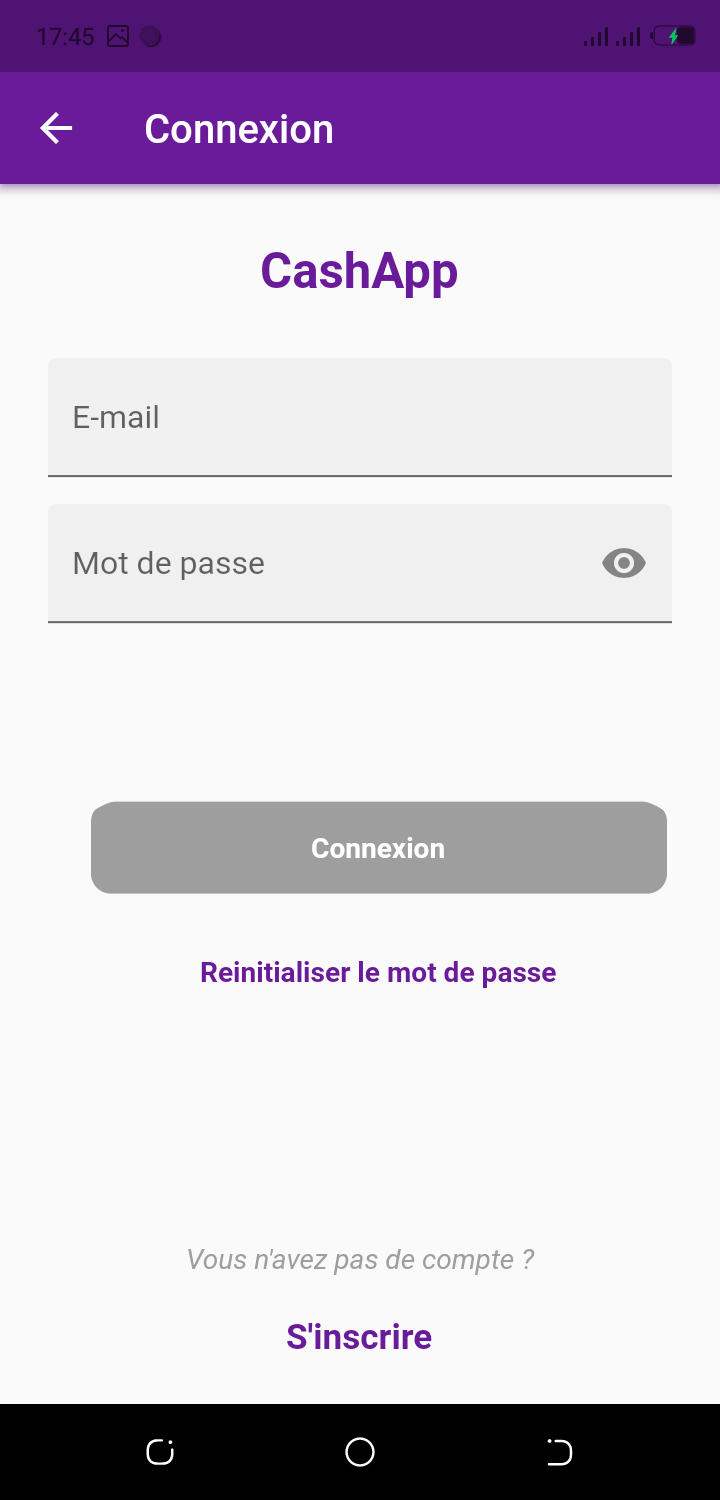 17:45
Connexion
CashApp
E-mail
Mot de passe
Connexion
Reinitialiser le mot de passe
Vous n'avez pas de compte ?
S'inscrire